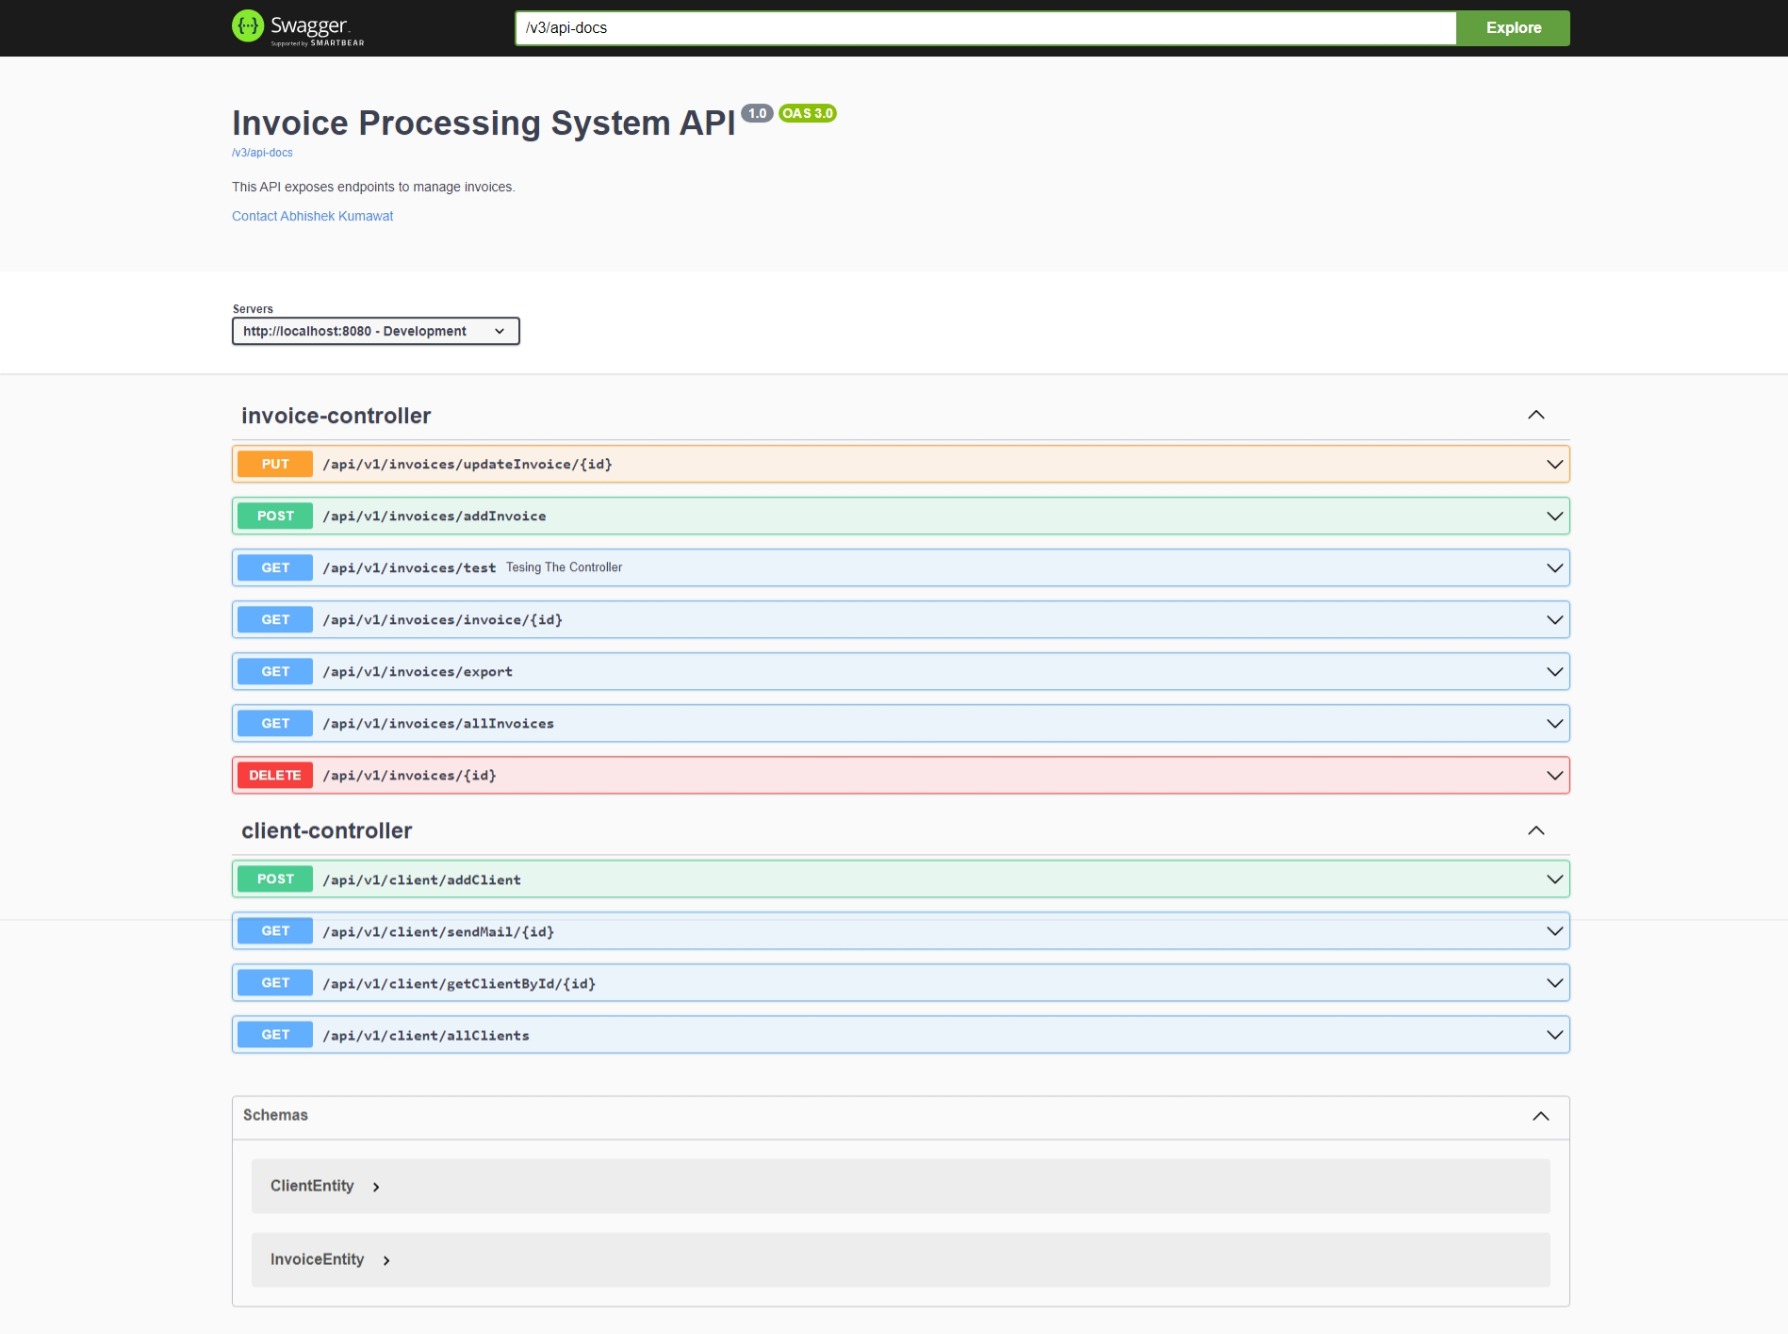 Swagger.
Supported by SMARTBEAR
/v3/api-docs
Explore
Invoice Processing System API 1.0 OAS 3.0
/v3/api-docs
This API exposes endpoints to manage invoices.
Contact Abhishek Kumawat
Servers
http://localhost:8080 - Development
invoice-controller
PUT /api/v1/invoices/updateInvoice/{id}
POST /api/v1/invoices/addInvoice
GET /api/v1/invoices/test Tesing The Controller
GET /api/v1/invoices/invoice/{id}
GET /api/v1/invoices/export
GET /api/v1/invoices/allInvoices
DELETE /api/v1/invoices/{id}
client-controller
POST /api/v1/client/addClient
GET /api/v1/client/sendMail/{id}
GET /api/v1/client/getClientById/{id}
GET /api/v1/client/allClients
Schemas
ClientEntity
InvoiceEntity